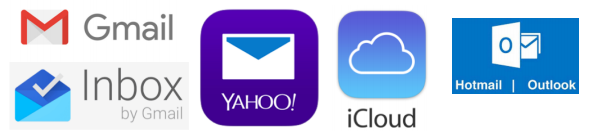 Gmail
Inbox
by Gmail
YAHOO!
iCloud
O
Hotmail | Outlook